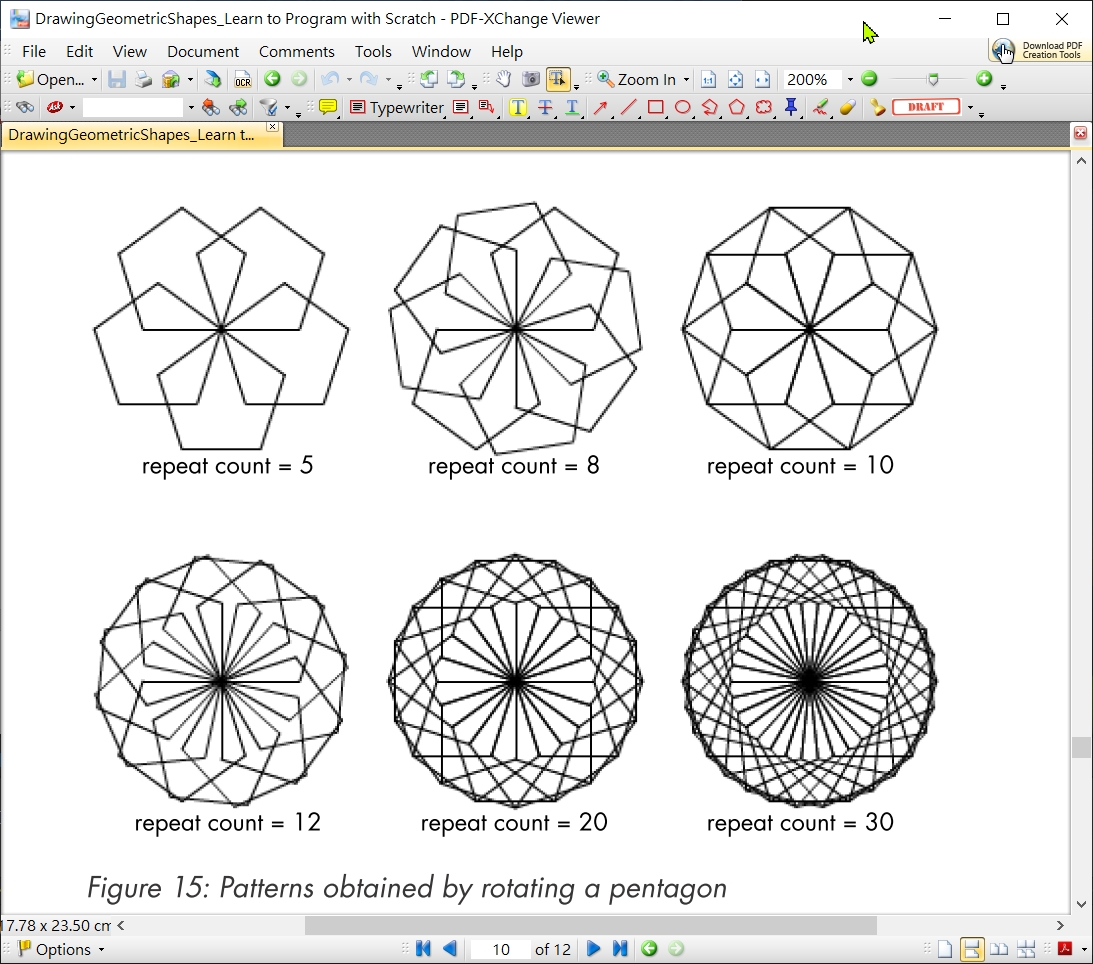 DrawingGeometricShapes_Learn to Program with Scratch - PDF-XChange Viewer
File Edit View Document Comments Tools Window Help
Download PDF
Creation Tools
Open... OCR Zoom In 1:1 200%
Typewriter T T T DRAFT
DrawingGeometricShapes_Learn t...
repeat count = 5 repeat count = 8 repeat count = 10
repeat count = 12 repeat count = 20 repeat count = 30
Figure 15: Patterns obtained by rotating a pentagon
17.78 x 23.50 cm
Options 10 of 12